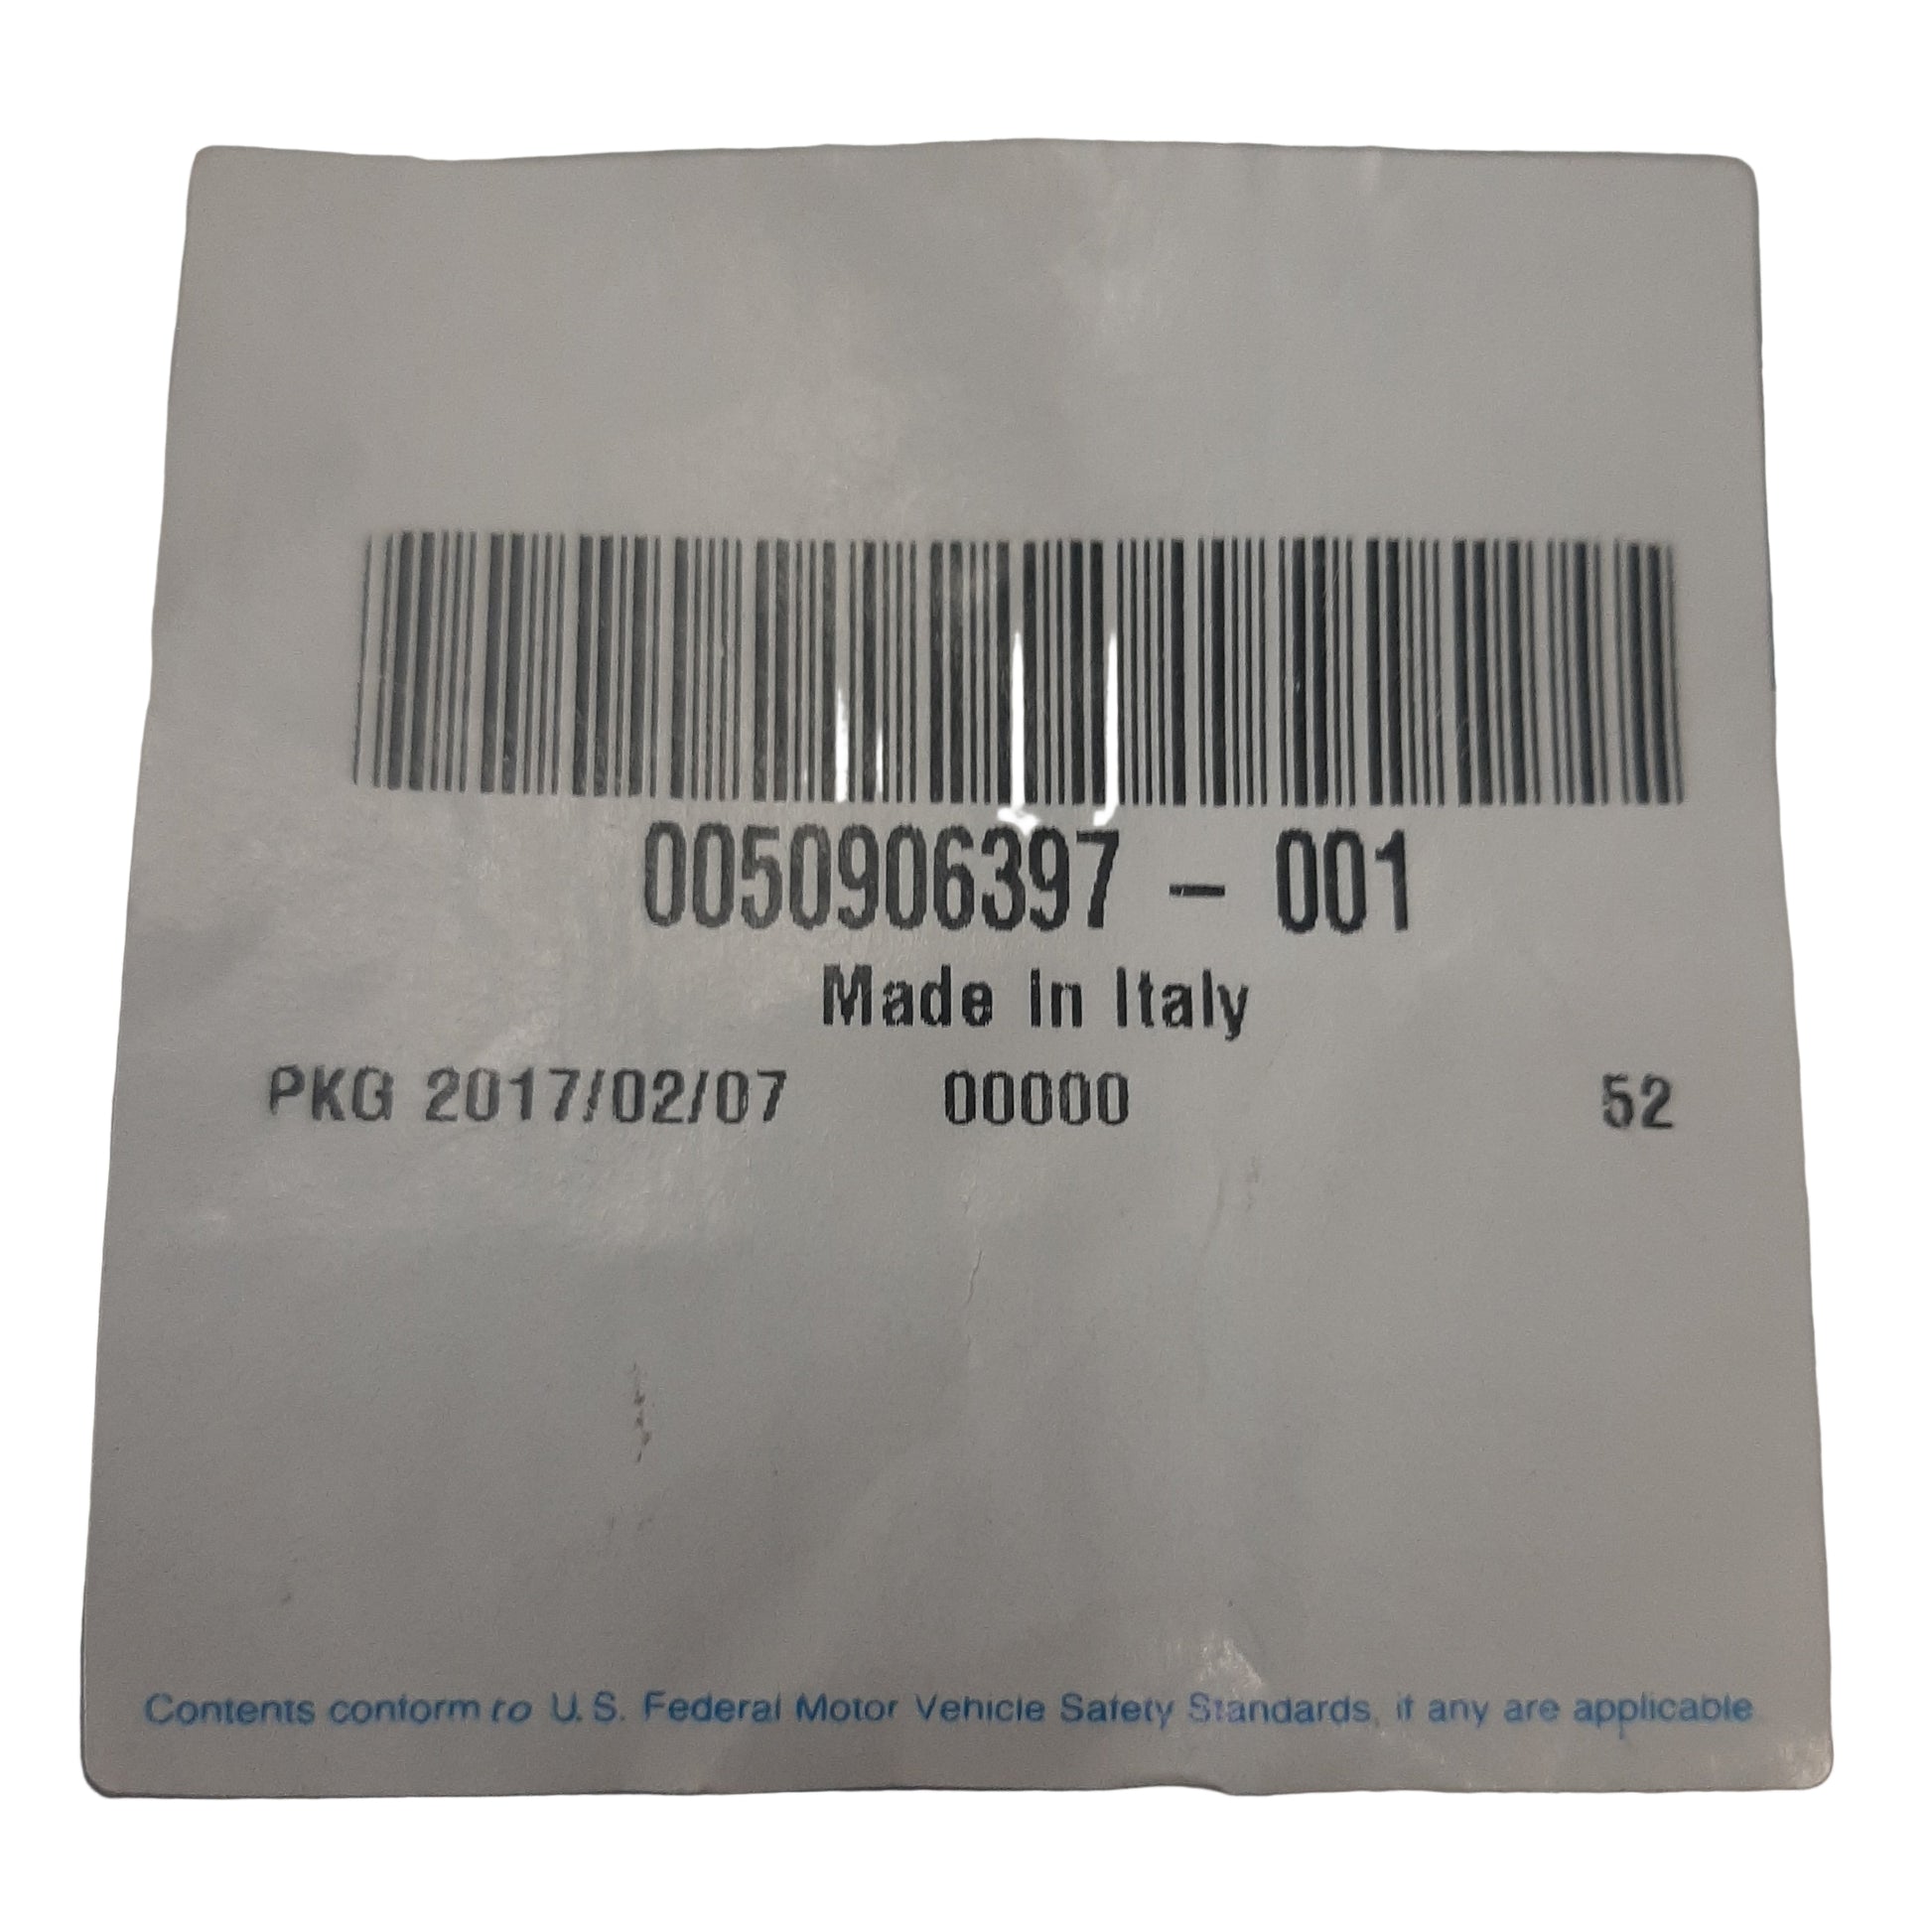 0050906397 - 001
Made in Italy
PKG 2017/02/07 00000 52
Contents conform to U.S. Federal Motor Vehicle Safety Standards, if any are applicable